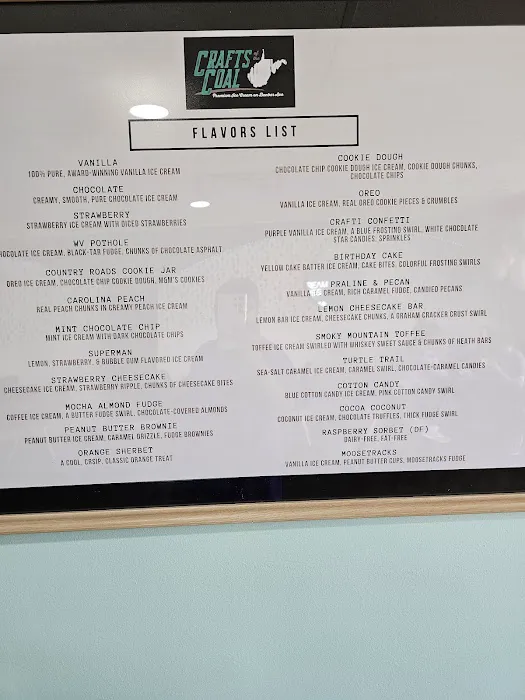 CRAFTS of the COAL
Premium Ice Cream on Decker Ave
FLAVORS LIST
VANILLA
100% PURE, AWARD-WINNING VANILLA ICE CREAM
CHOCOLATE
CREAMY, SMOOTH, PURE CHOCOLATE ICE CREAM
STRAWBERRY
STRAWBERRY ICE CREAM WITH DICED STRAWBERRIES
WV POTHOLE
CHOCOLATE ICE CREAM, BLACK-TAR FUDGE, CHUNKS OF CHOCOLATE ASPHALT
COUNTRY ROADS COOKIE JAR
OREO ICE CREAM, CHOCOLATE CHIP COOKIE DOUGH, M&M'S COOKIES
CAROLINA PEACH
REAL PEACH CHUNKS IN CREAMY PEACH ICE CREAM
MINT CHOCOLATE CHIP
MINT ICE CREAM WITH DARK CHOCOLATE CHIPS
SUPERMAN
LEMON, STRAWBERRY, & BUBBLE GUM FLAVORED ICE CREAM
STRAWBERRY CHEESECAKE
CHEESECAKE ICE CREAM, STRAWBERRY RIPPLE, CHUNKS OF CHEESECAKE BITES
MOCHA ALMOND FUDGE
COFFEE ICE CREAM, A BUTTER FUDGE SWIRL, CHOCOLATE-COVERED ALMONDS
PEANUT BUTTER BROWNIE
PEANUT BUTTER ICE CREAM, CARAMEL DRIZZLE, FUDGE BROWNIES
ORANGE SHERBET
A COOL, CRSIP, CLASSIC ORANGE TREAT
COOKIE DOUGH
CHOCOLATE CHIP COOKIE DOUGH ICE CREAM, COOKIE DOUGH CHUNKS,
CHOCOLATE CHIPS
OREO
VANILLA ICE CREAM, REAL OREO COOKIE PIECES & CRUMBLES
CRAFTI CONFETTI
PURPLE VANILLA ICE CREAM, A BLUE FROSTING SWIRL, WHITE CHOCOLATE
STAR CANDIES, SPRINKLES
BIRTHDAY CAKE
YELLOW CAKE BATTER ICE CREAM, CAKE BITES, COLORFUL FROSTING SWIRLS
PRALINE & PECAN
VANILLA ICE CREAM, RICH CARAMEL FUDGE, CANDIED PECANS
LEMON CHEESECAKE BAR
LEMON BAR ICE CREAM, CHEESECAKE CHUNKS, A GRAHAM CRACKER CRUST SWIRL
SMOKY MOUNTAIN TOFFEE
TOFFEE ICE CREAM SWIRLED WITH WHISKEY SWEET SAUCE & CHUNKS OF HEATH BARS
TURTLE TRAIL
SEA-SALT CARAMEL ICE CREAM, CARAMEL SWIRL, CHOCOLATE-CARAMEL CANDIES
COTTON CANDY
BLUE COTTON CANDY ICE CREAM, PINK COTTON CANDY SWIRL
COCOA COCONUT
COCONUT ICE CREAM, CHOCOLATE TRUFFLES, THICK FUDGE SWIRL
RASPBERRY SORBET (DF)
DAIRY-FREE, FAT-FREE
MOOSETRACKS
VANILLA ICE CREAM, PEANUT BUTTER CUPS, MOOSETRACKS FUDGE